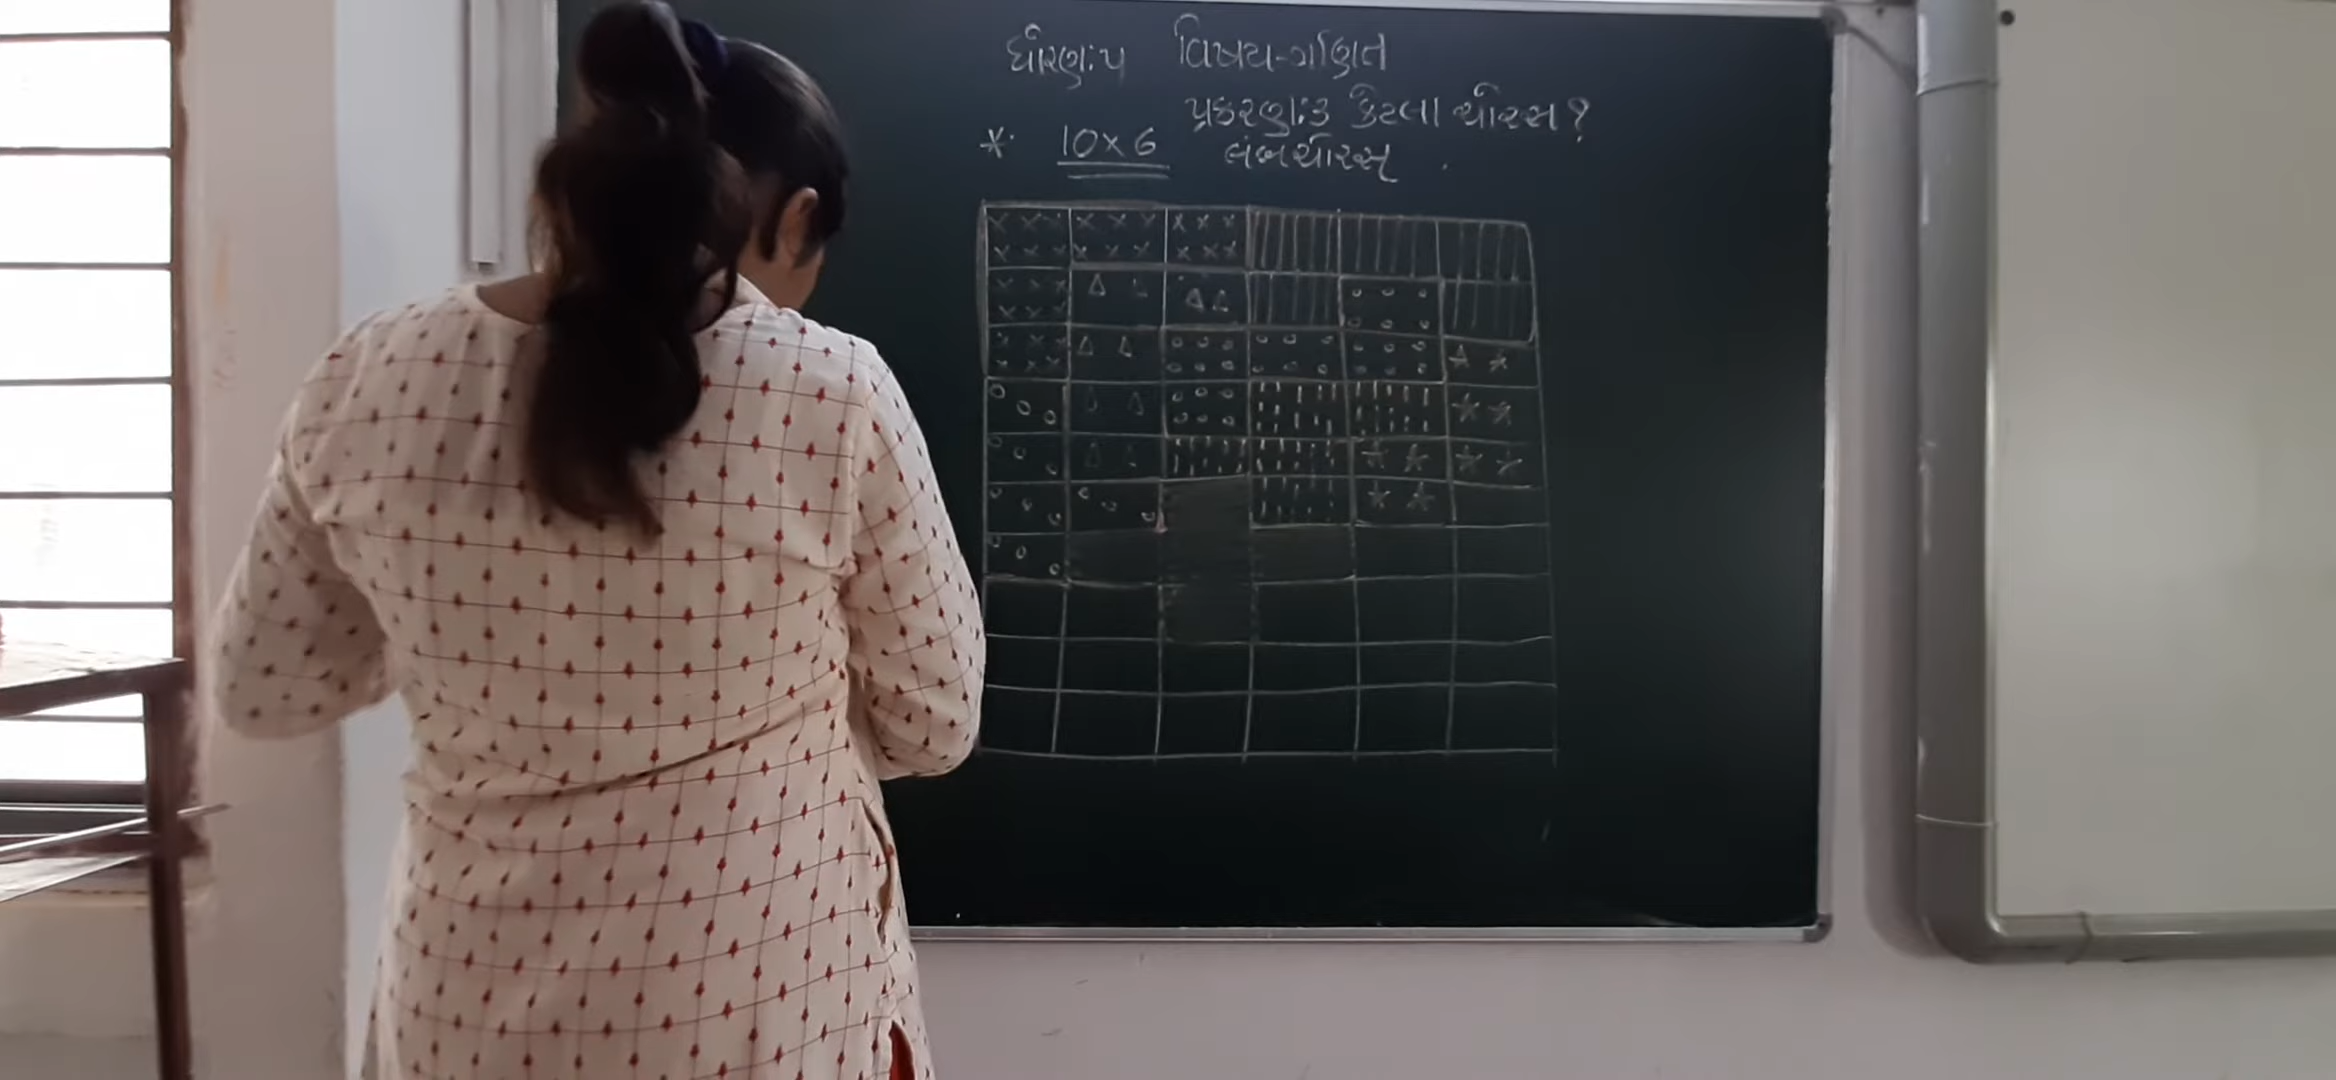 ધોરણ:૫ વિષય-ગણિત
પ્રકરણ:૩ કેટલા ચોરસ?
* 10×6 લંબચોરસ